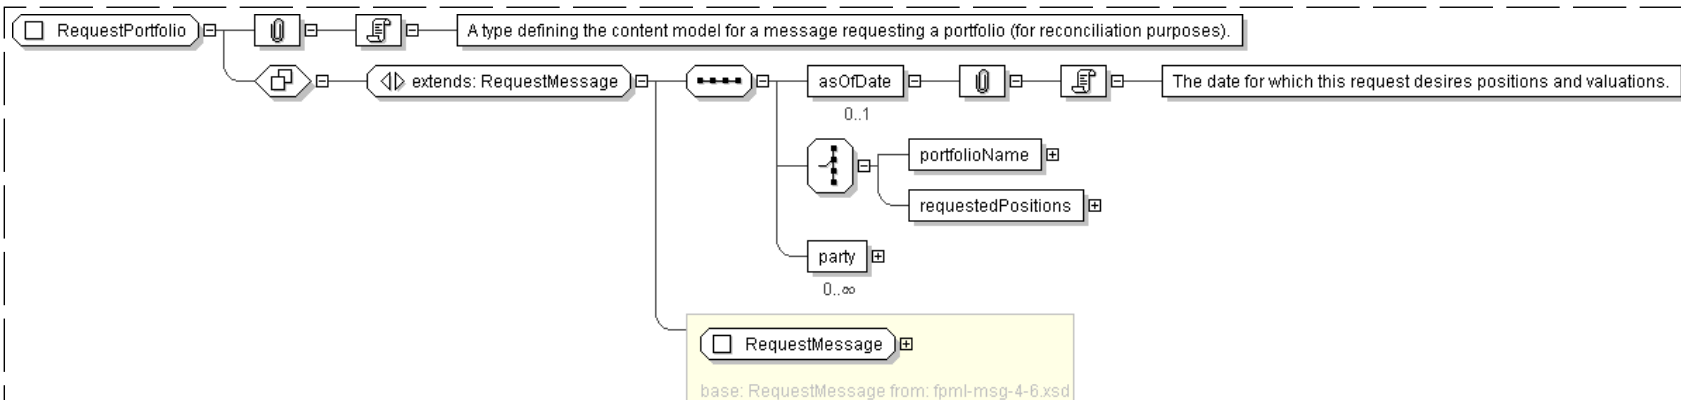 RequestPortfolio
A type defining the content model for a message requesting a portfolio (for reconciliation purposes).
extends: RequestMessage
asOfDate
The date for which this request desires positions and valuations.
0..1
portfolioName
requestedPositions
party
0..∞
RequestMessage
base: RequestMessage from: fpml-msg-4-6.xsd